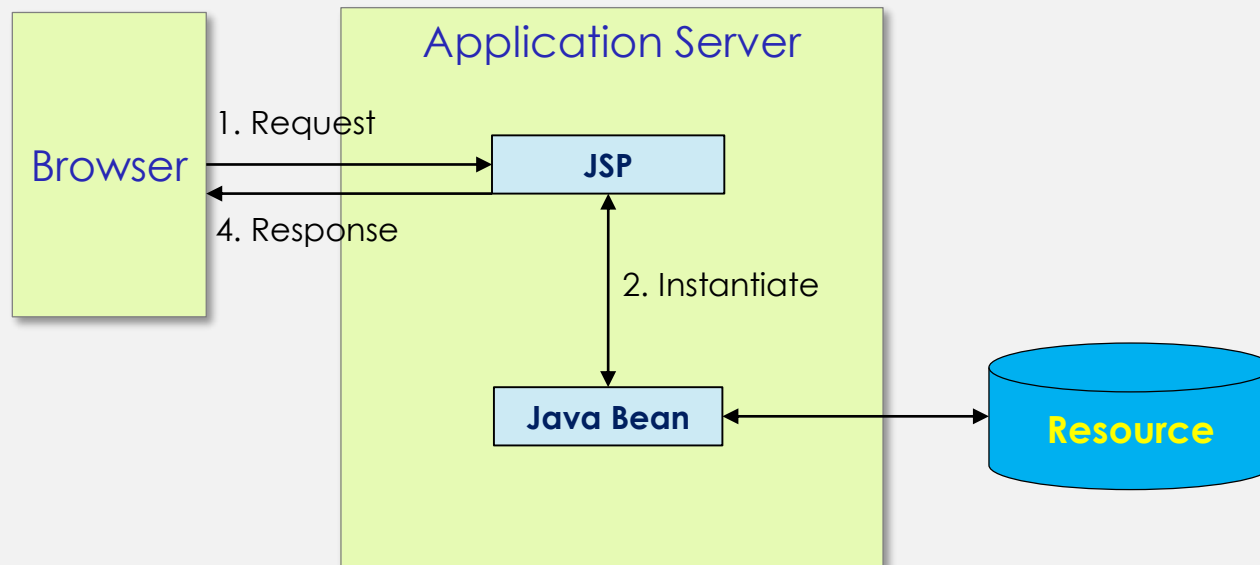 Application Server
1. Request
Browser
JSP
4. Response
2. Instantiate
Java Bean
Resource